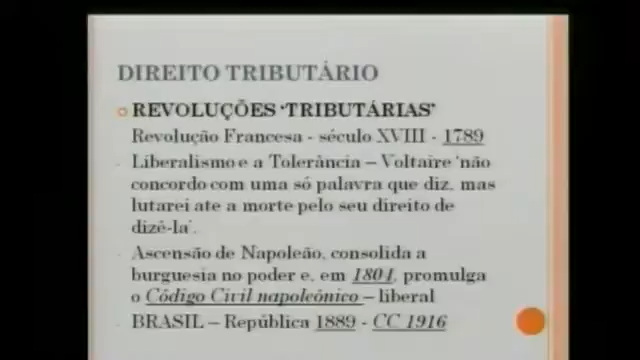 DIREITO TRIBUTÁRIO
REVOLUÇÕES ‘TRIBUTÁRIAS’
Revolução Francesa - século XVIII - 1789
- Liberalismo e a Tolerância – Voltaire ‘não
concordo com uma só palavra que diz, mas
lutarei ate a morte pelo seu direito de
dizê-la’.
- Ascensão de Napoleão, consolida a
burguesia no poder e, em 1804, promulga
o Código Civil napoleônico – liberal
- BRASIL – República 1889 - CC 1916